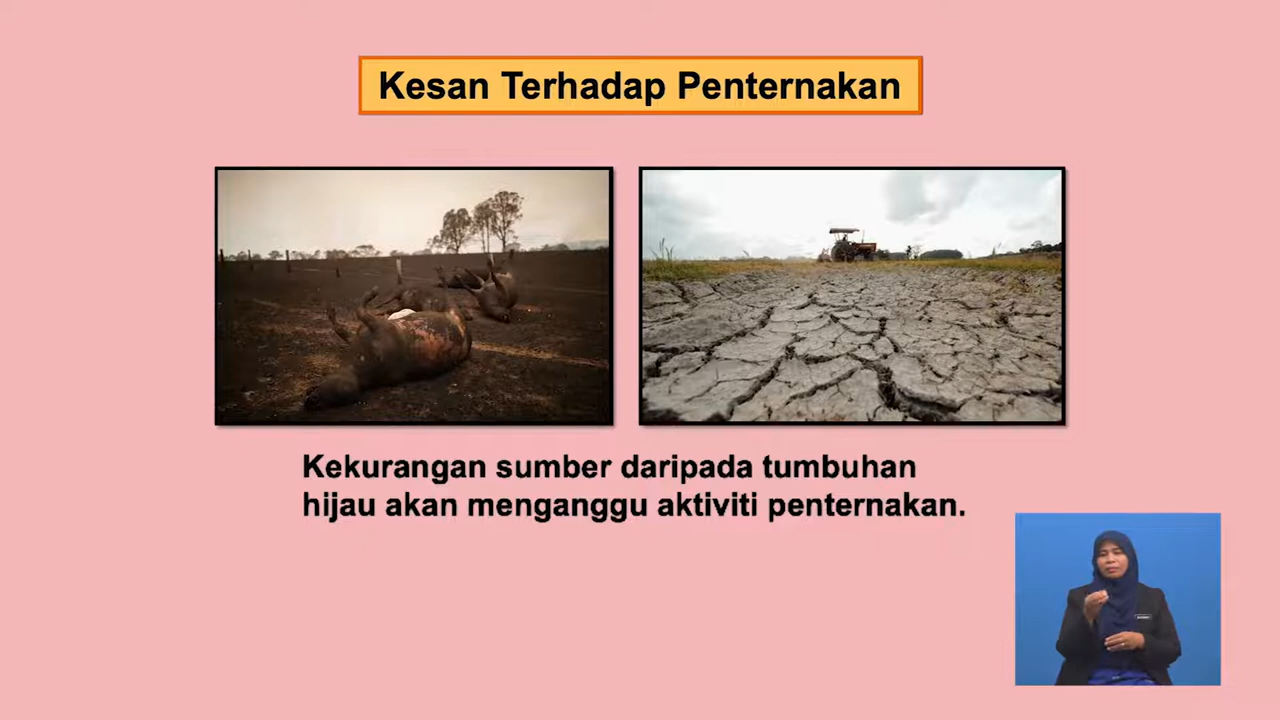 Kesan Terhadap Penternakan
Kekurangan sumber daripada tumbuhan
hijau akan menganggu aktiviti penternakan.